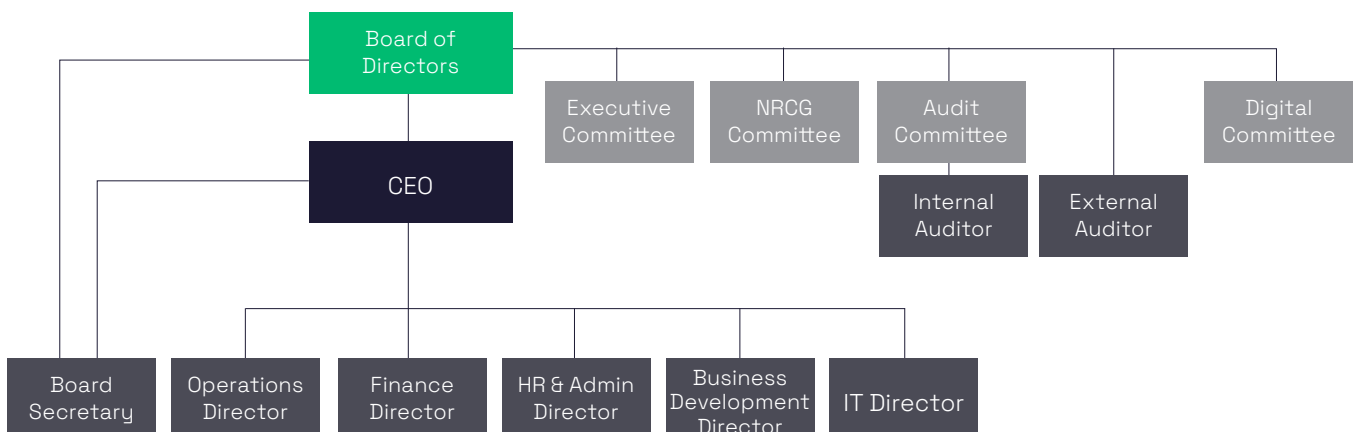 Board of
Directors
Executive
Committee
NRCG
Committee
Audit
Committee
Digital
Committee
CEO
Internal
Auditor
External
Auditor
Board
Secretary
Operations
Director
Finance
Director
HR & Admin
Director
Business
Development
Director
IT Director